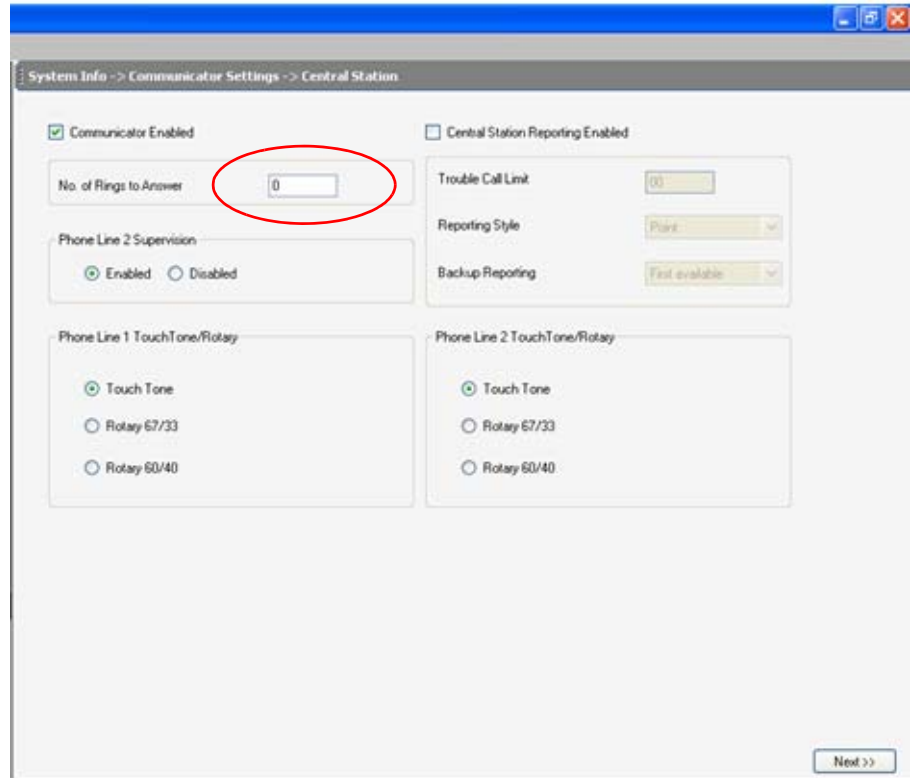 System Info -> Communicator Settings -> Central Station
Communicator Enabled
Central Station Reporting Enabled
No. of Rings to Answer
0
Trouble Call Limit
00
Reporting Style
Point
Phone Line 2 Supervision
Enabled
Disabled
Backup Reporting
First available
Phone Line 1 TouchTone/Rotary
Phone Line 2 TouchTone/Rotary
Touch Tone
Touch Tone
Rotary 67/33
Rotary 67/33
Rotary 60/40
Rotary 60/40
Next >>